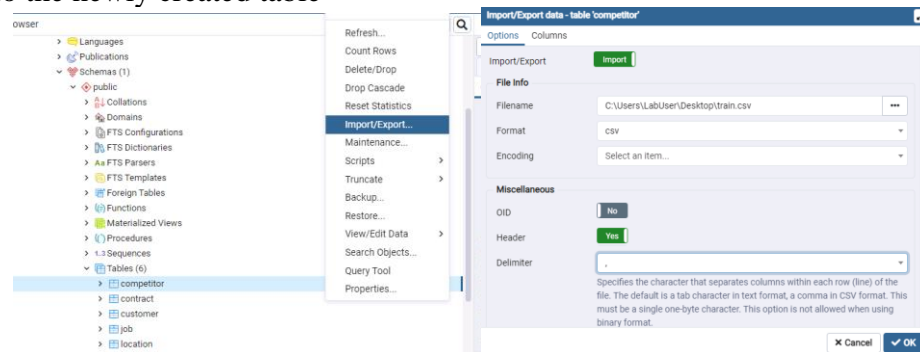 to the newly created table
owser
Languages
Publications
Schemas (1)
public
Collations
Domains
FTS Configurations
FTS Dictionaries
Aa FTS Parsers
FTS Templates
Foreign Tables
Functions
Materialized Views
Procedures
1..3 Sequences
Tables (6)
competitor
contract
customer
job
location
Refresh...
Count Rows
Delete/Drop
Drop Cascade
Reset Statistics
Import/Export...
Maintenance...
Scripts
Truncate
Backup...
Restore...
View/Edit Data
Search Objects...
Query Tool
Properties...
Import/Export data - table 'competitor'
Options Columns
Import/Export Import
File Info
Filename C:\Users\LabUser\Desktop\train.csv
Format csv
Encoding Select an item...
Miscellaneous
OID No
Header Yes
Delimiter ,
Specifies the character that separates columns within each row (line) of the
file. The default is a tab character in text format, a comma in CSV format. This
must be a single one-byte character. This option is not allowed when using
binary format.
Cancel OK